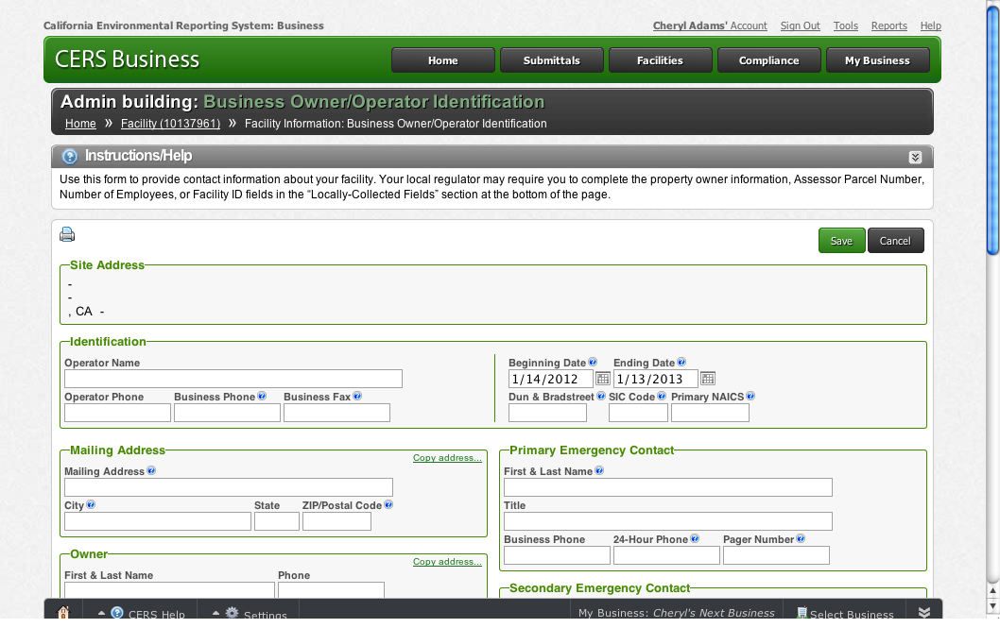 California Environmental Reporting System: Business
Cheryl Adams' Account Sign Out Tools Reports Help
CERS Business
Home Submittals Facilities Compliance My Business
Admin building: Business Owner/Operator Identification
Home » Facility (10137961) » Facility Information: Business Owner/Operator Identification
Instructions/Help
Use this form to provide contact information about your facility. Your local regulator may require you to complete the property owner information, Assessor Parcel Number,
Number of Employees, or Facility ID fields in the “Locally-Collected Fields” section at the bottom of the page.
Save Cancel
Site Address
-
-
, CA -
Identification
Operator Name
Beginning Date Ending Date
1/14/2012 1/13/2013
Operator Phone Business Phone Business Fax
Dun & Bradstreet SIC Code Primary NAICS
Mailing Address
Copy address...
Mailing Address
City State ZIP/Postal Code
Primary Emergency Contact
First & Last Name
Title
Business Phone 24-Hour Phone Pager Number
Owner
Copy address...
First & Last Name Phone
Secondary Emergency Contact
CERS Help Settings My Business: Cheryl's Next Business Select Business